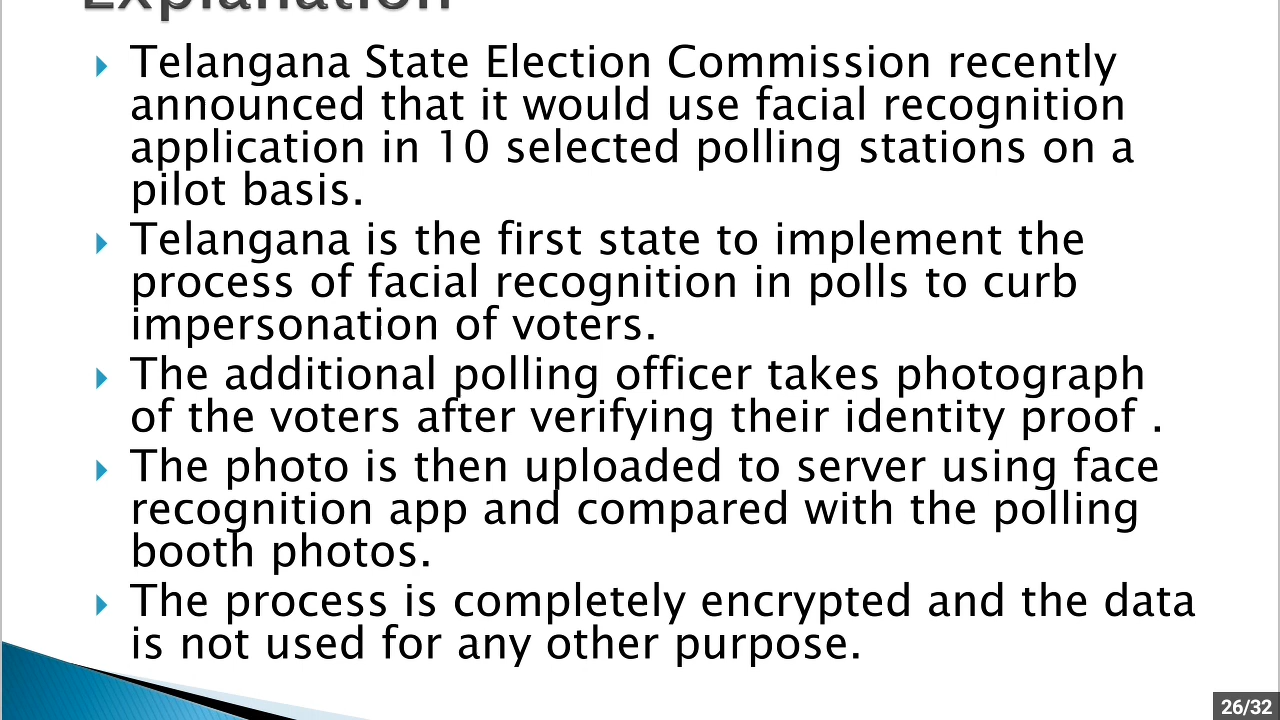 Explanation
Telangana State Election Commission recently
announced that it would use facial recognition
application in 10 selected polling stations on a
pilot basis.
Telangana is the first state to implement the
process of facial recognition in polls to curb
impersonation of voters.
The additional polling officer takes photograph
of the voters after verifying their identity proof .
The photo is then uploaded to server using face
recognition app and compared with the polling
booth photos.
The process is completely encrypted and the data
is not used for any other purpose.
26/32